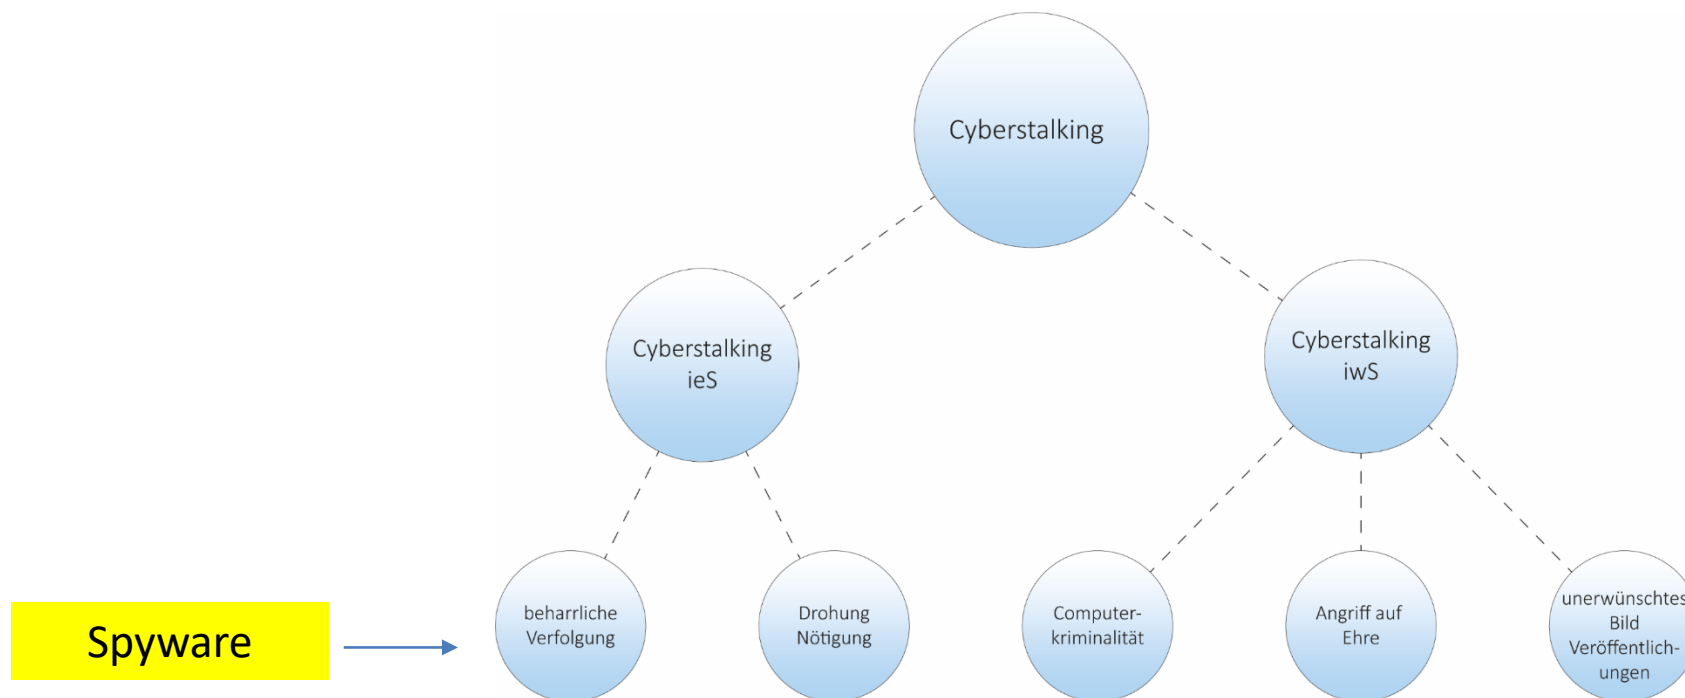 Cyberstalking
Cyberstalking
ieS
Cyberstalking
iwS
beharrliche
Verfolgung
Drohung
Nötigung
Computer-
kriminalität
Angriff auf
Ehre
unerwünschtes
Bild
Veröffentlich-
ungen
Spyware